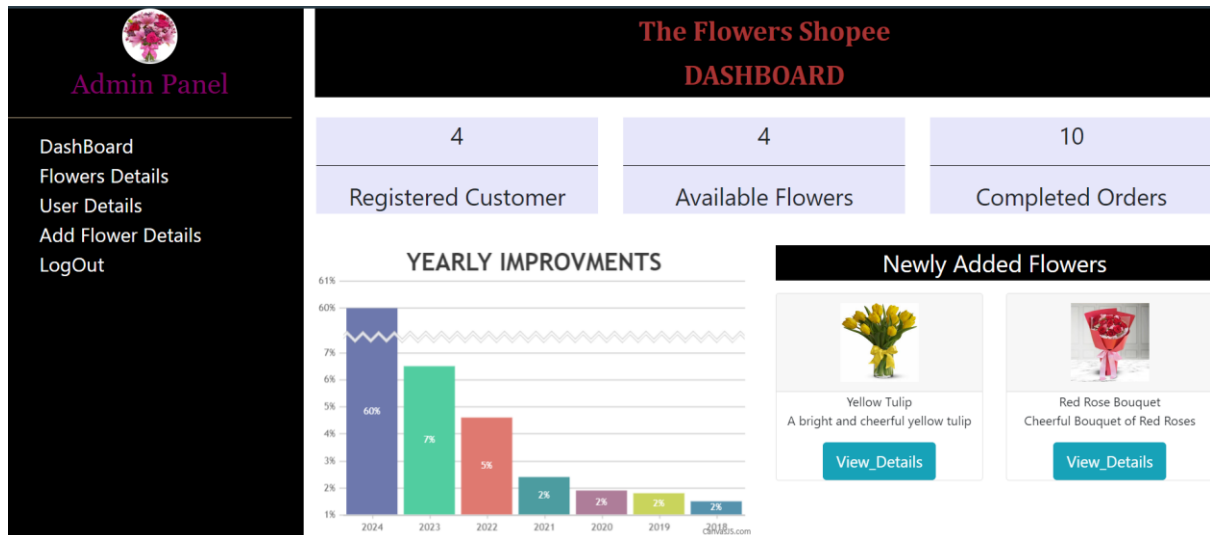 Admin Panel
DashBoard
Flowers Details
User Details
Add Flower Details
LogOut
The Flowers Shopee
DASHBOARD
4
Registered Customer
4
Available Flowers
10
Completed Orders
YEARLY IMPROVMENTS
61%
60%
7%
6%
5%
4%
3%
2%
1%
60%
7%
5%
2%
2%
2%
2%
2024
2023
2022
2021
2020
2019
2018
CanvasJS.com
Newly Added Flowers
Yellow Tulip
A bright and cheerful yellow tulip
View_Details
Red Rose Bouquet
Cheerful Bouquet of Red Roses
View_Details